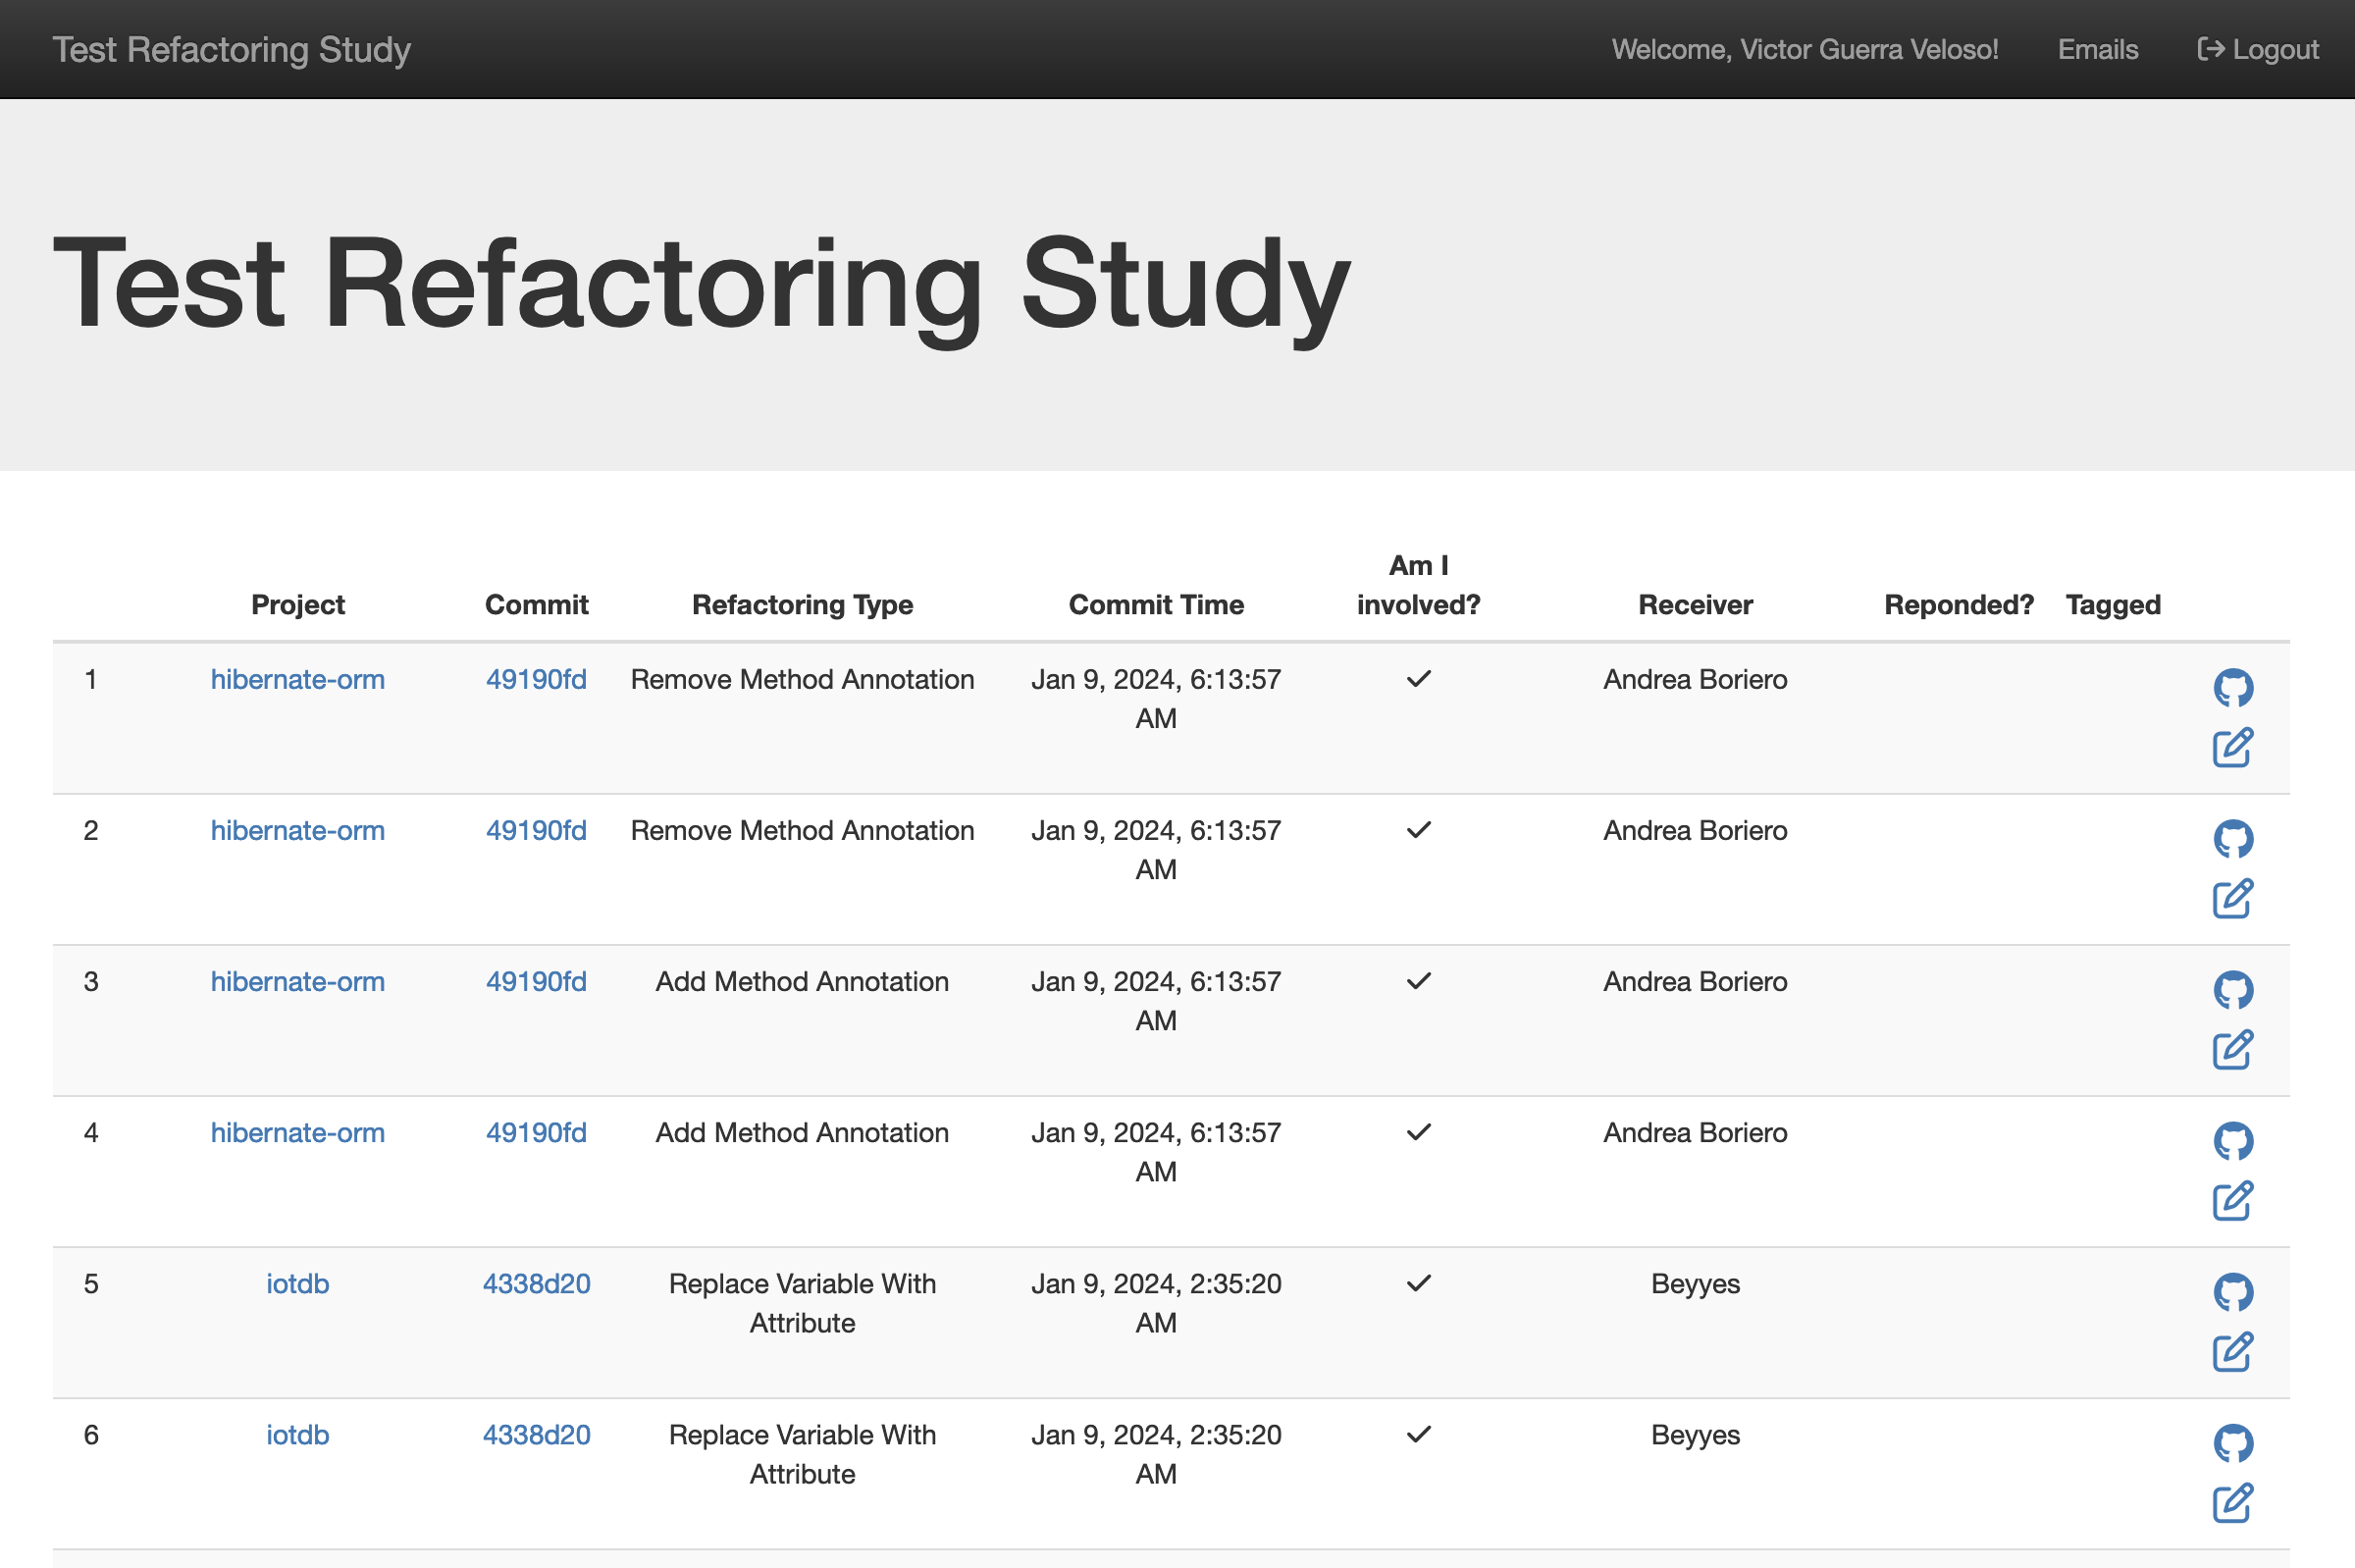 Test Refactoring Study Welcome, Victor Guerra Veloso! Emails Logout
Test Refactoring Study
Am I
Project Commit Refactoring Type Commit Time involved? Receiver Reponded? Tagged
1 hibernate-orm 49190fd Remove Method Annotation Jan 9, 2024, 6:13:57 Andrea Boriero
AM
2 hibernate-orm 49190fd Remove Method Annotation Jan 9, 2024, 6:13:57 Andrea Boriero
AM
3 hibernate-orm 49190fd Add Method Annotation Jan 9, 2024, 6:13:57 Andrea Boriero
AM
4 hibernate-orm 49190fd Add Method Annotation Jan 9, 2024, 6:13:57 Andrea Boriero
AM
5 iotdb 4338d20 Replace Variable With Jan 9, 2024, 2:35:20 Beyyes
Attribute AM
6 iotdb 4338d20 Replace Variable With Jan 9, 2024, 2:35:20 Beyyes
Attribute AM